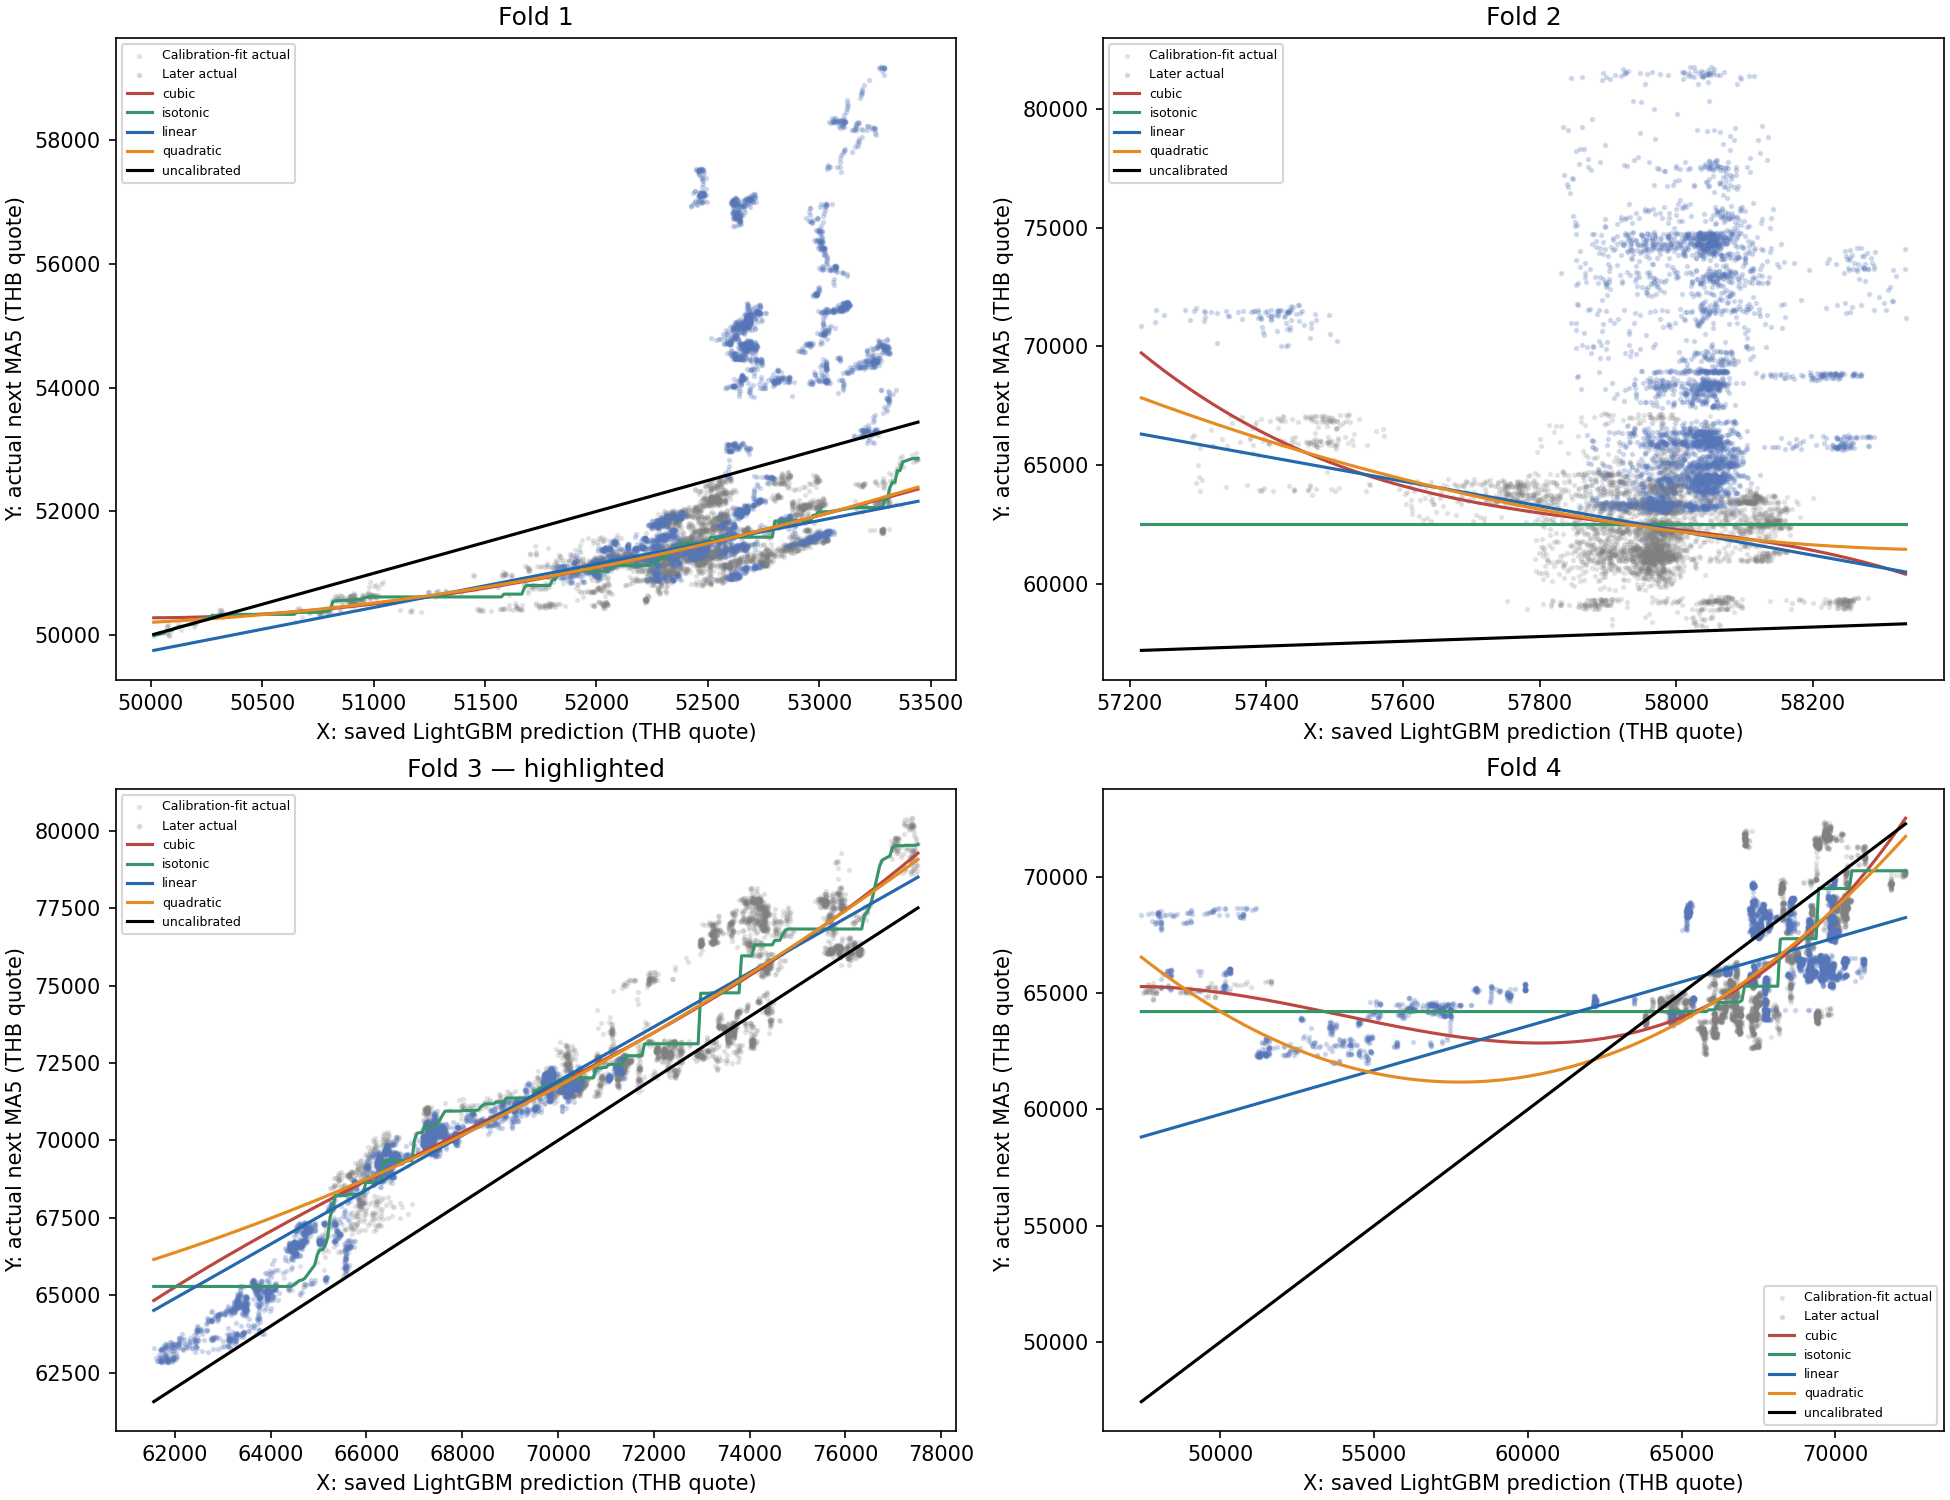 Fold 1
Calibration-fit actual
Later actual
cubic
isotonic
linear
quadratic
uncalibrated
Y: actual next MA5 (THB quote)
58000
56000
54000
52000
50000
50000 50500 51000 51500 52000 52500 53000 53500
X: saved LightGBM prediction (THB quote)
Fold 2
Calibration-fit actual
Later actual
cubic
isotonic
linear
quadratic
uncalibrated
Y: actual next MA5 (THB quote)
80000
75000
70000
65000
60000
57200 57400 57600 57800 58000 58200
X: saved LightGBM prediction (THB quote)
Fold 3 — highlighted
Calibration-fit actual
Later actual
cubic
isotonic
linear
quadratic
uncalibrated
Y: actual next MA5 (THB quote)
80000
77500
75000
72500
70000
67500
65000
62500
62000 64000 66000 68000 70000 72000 74000 76000 78000
X: saved LightGBM prediction (THB quote)
Fold 4
Y: actual next MA5 (THB quote)
70000
65000
60000
55000
50000
Calibration-fit actual
Later actual
cubic
isotonic
linear
quadratic
uncalibrated
50000 55000 60000 65000 70000
X: saved LightGBM prediction (THB quote)